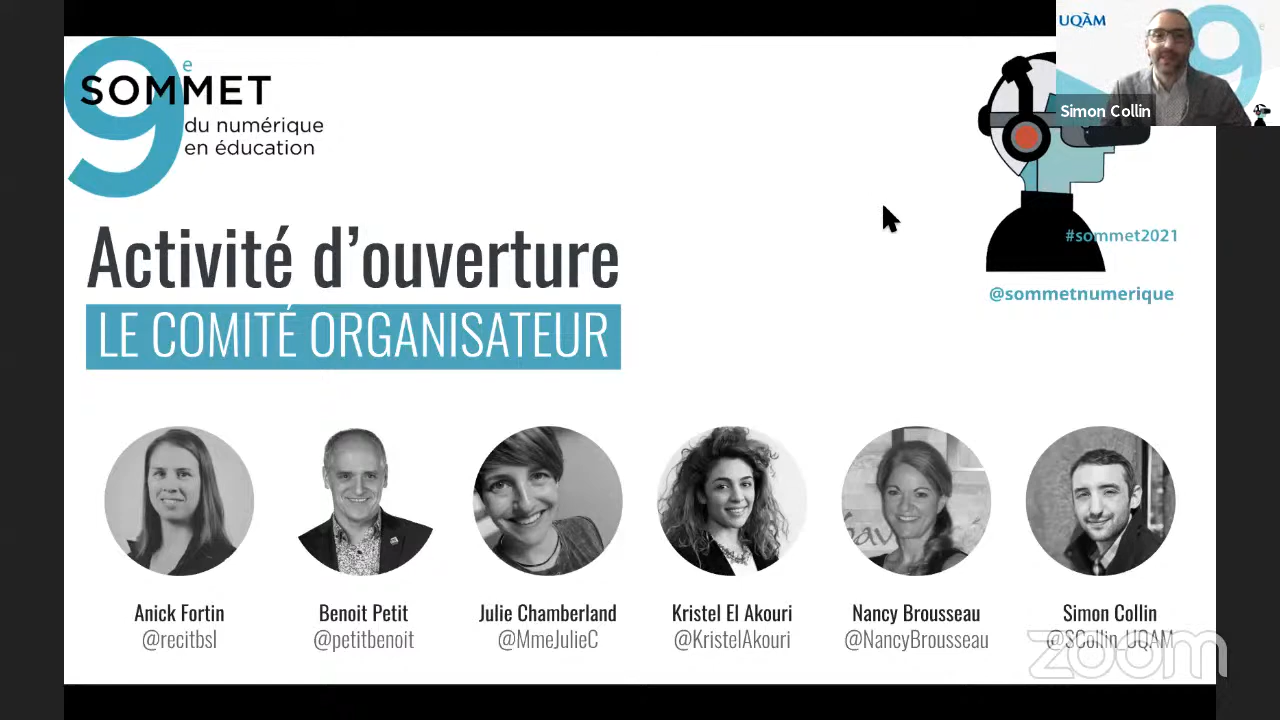 9e
SOMMET
du numérique
en éducation
UQÀM
Simon Collin
9e
#sommet2021
@sommetnumerique
Activité d’ouverture
LE COMITÉ ORGANISATEUR
Anick Fortin
@recitbsl
Benoit Petit
@petitbenoit
Julie Chamberland
@MmeJulieC
Kristel El Akouri
@KristelAkouri
Nancy Brousseau
@NancyBrousseau
Simon Collin
@SCollin_UQAM
zoom